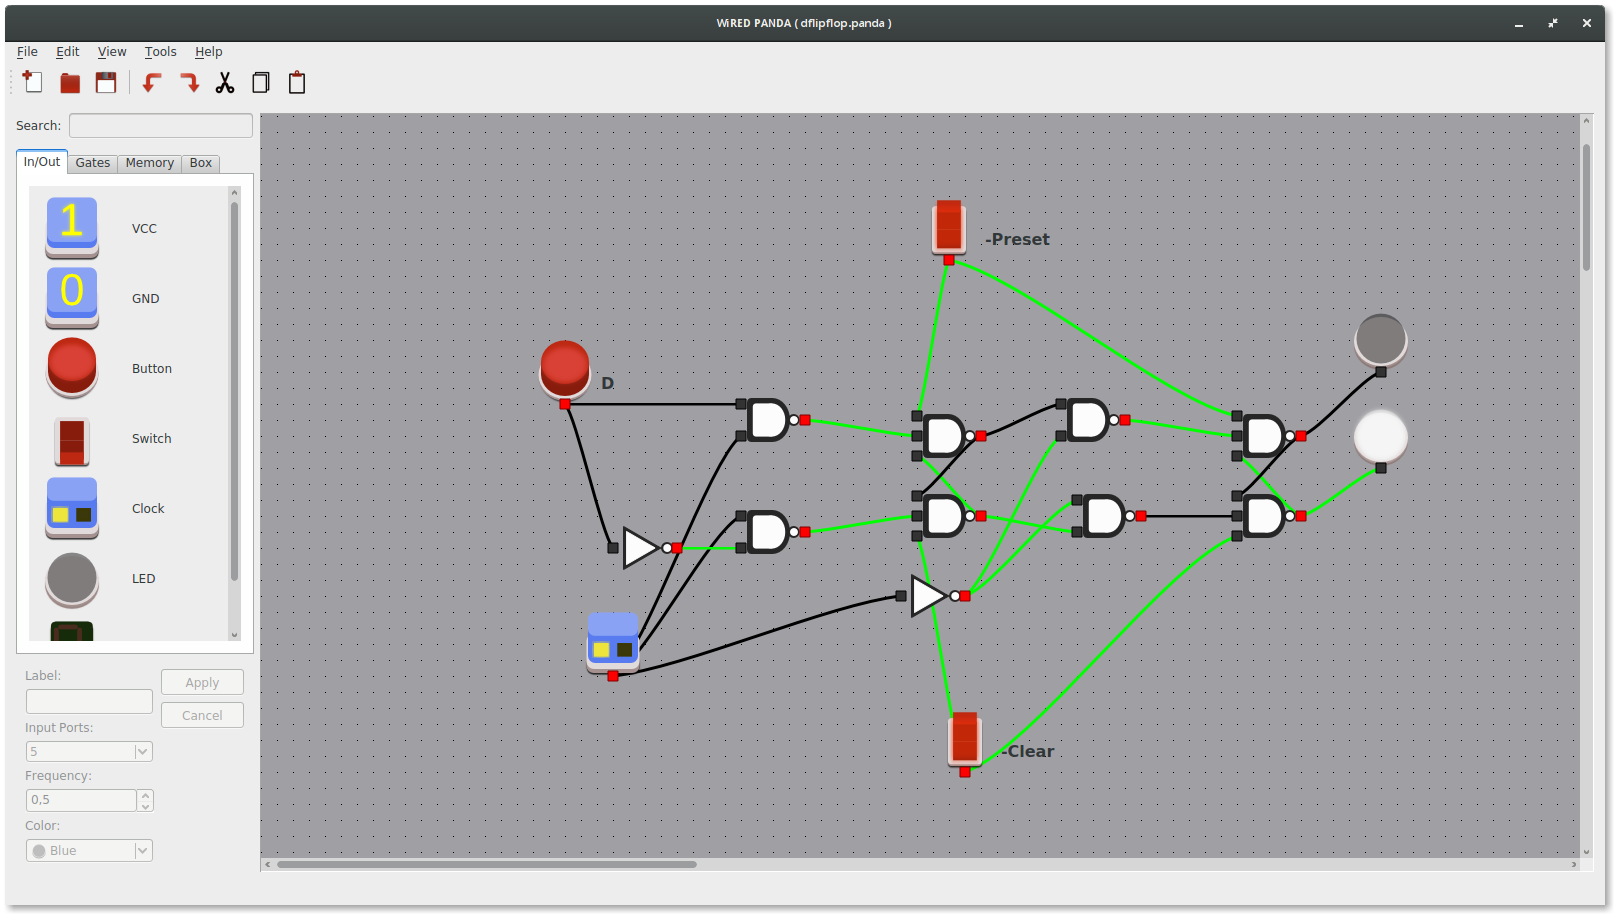 WiRED PANDA ( dflipflop.panda )
File Edit View Tools Help
Search:
In/Out Gates Memory Box
1 VCC
0 GND
Button
Switch
Clock
LED
Label:
Apply
Cancel
Input Ports:
5
Frequency:
0,5
Color:
Blue
-Preset
D
-Clear